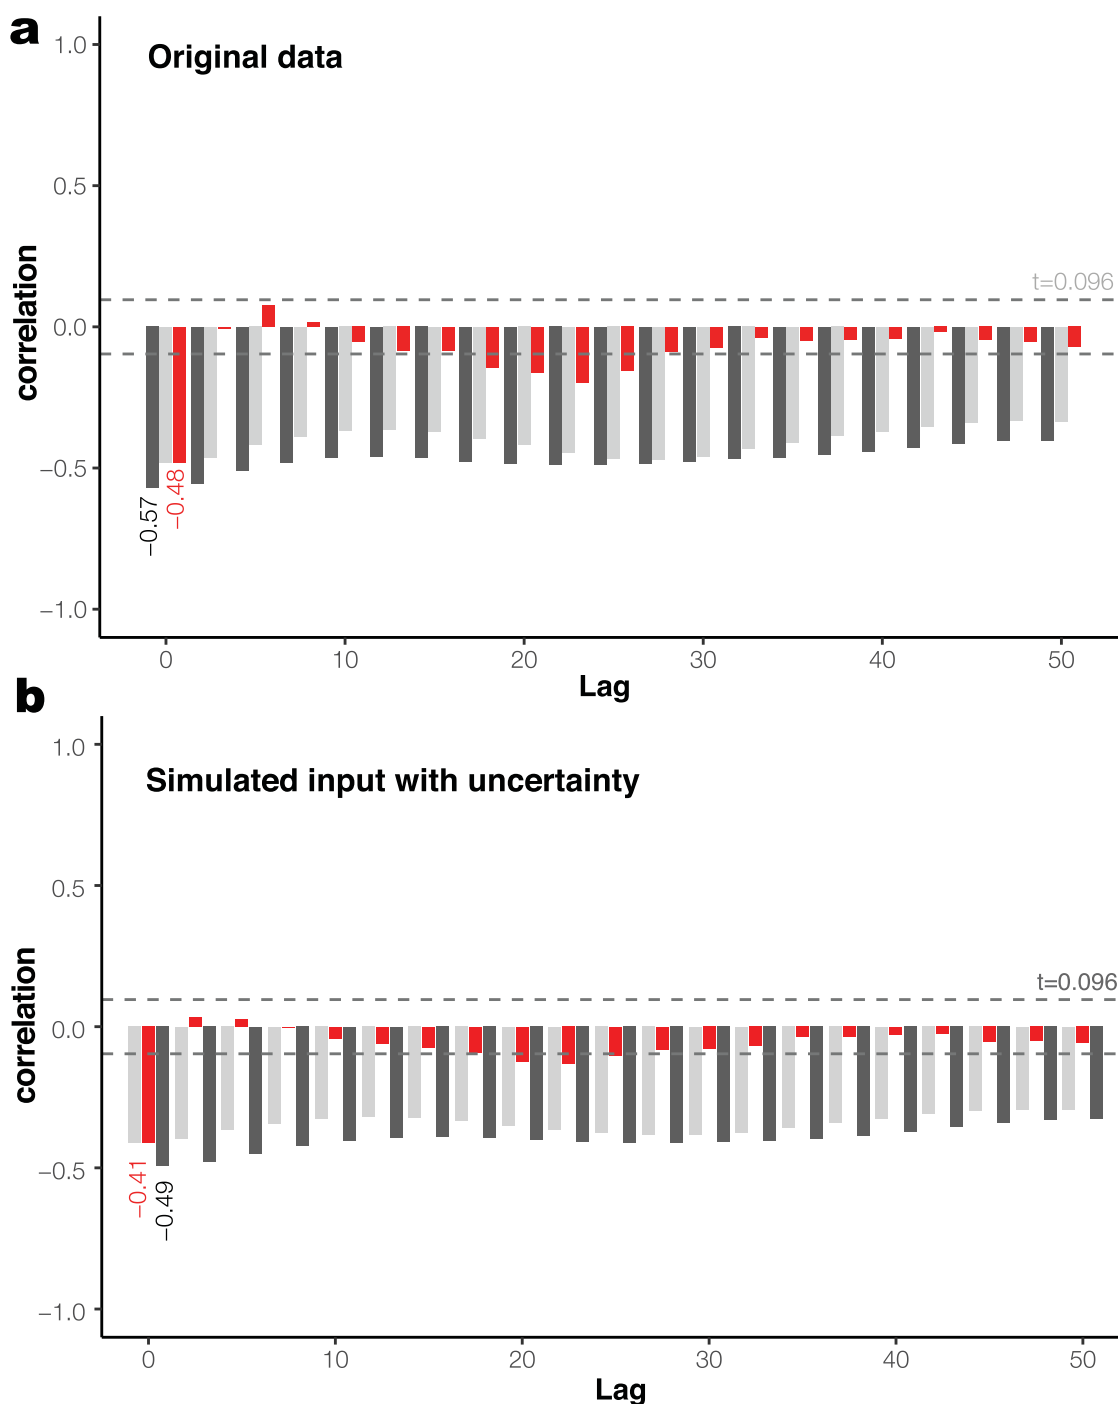 a
Original data
1.0
0.5
0.0
−0.5
−1.0
correlation
t=0.096
−0.57
−0.48
0 10 20 30 40 50
Lag
b
Simulated input with uncertainty
1.0
0.5
0.0
−0.5
−1.0
correlation
t=0.096
−0.41
−0.49
0 10 20 30 40 50
Lag